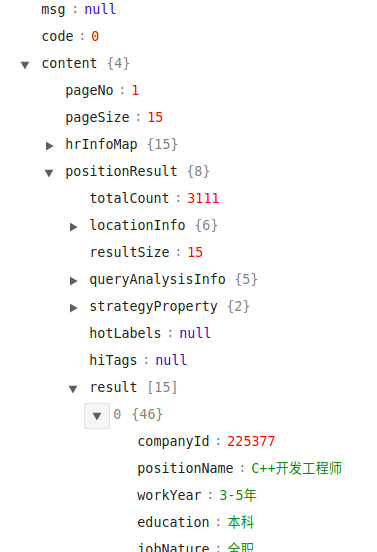 msg : null
code : 0
content {4}
pageNo : 1
pageSize : 15
hrInfoMap {15}
positionResult {8}
totalCount : 3111
locationInfo {6}
resultSize : 15
queryAnalysisInfo {5}
strategyProperty {2}
hotLabels : null
hiTags : null
result [15]
0 {46}
companyId : 225377
positionName : C++开发工程师
workYear : 3-5年
education : 本科
jobNature : 全职